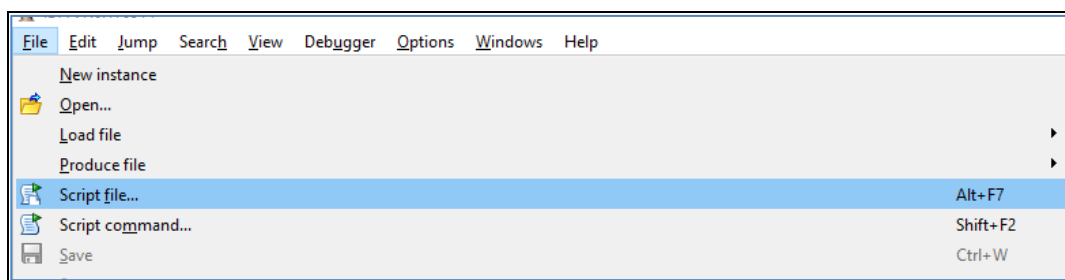 File Edit Jump Search View Debugger Options Windows Help
New instance
Open...
Load file
Produce file
Script file... Alt+F7
Script command... Shift+F2
Save Ctrl+W